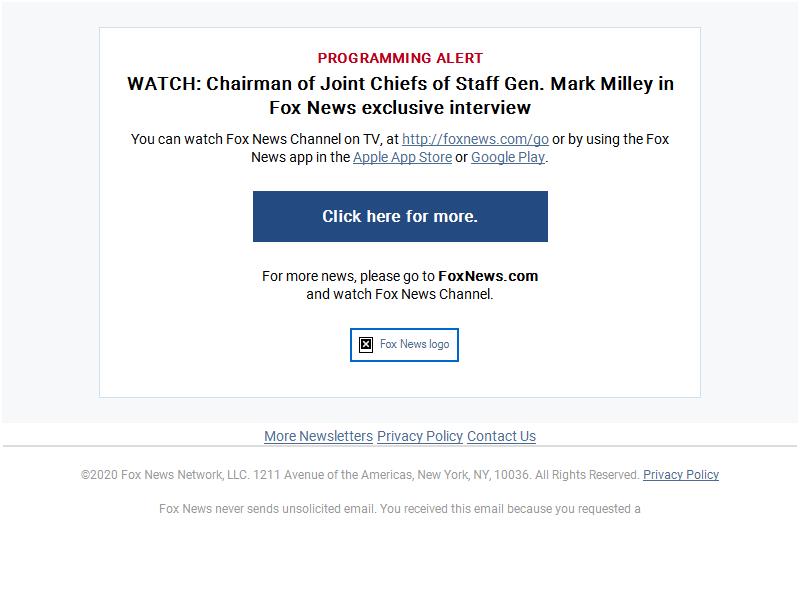 PROGRAMMING ALERT
WATCH: Chairman of Joint Chiefs of Staff Gen. Mark Milley in
Fox News exclusive interview
You can watch Fox News Channel on TV, at http://foxnews.com/go or by using the Fox
News app in the Apple App Store or Google Play.
Click here for more.
For more news, please go to FoxNews.com
and watch Fox News Channel.
Fox News logo
More Newsletters Privacy Policy Contact Us
©2020 Fox News Network, LLC. 1211 Avenue of the Americas, New York, NY, 10036. All Rights Reserved. Privacy Policy
Fox News never sends unsolicited email. You received this email because you requested a